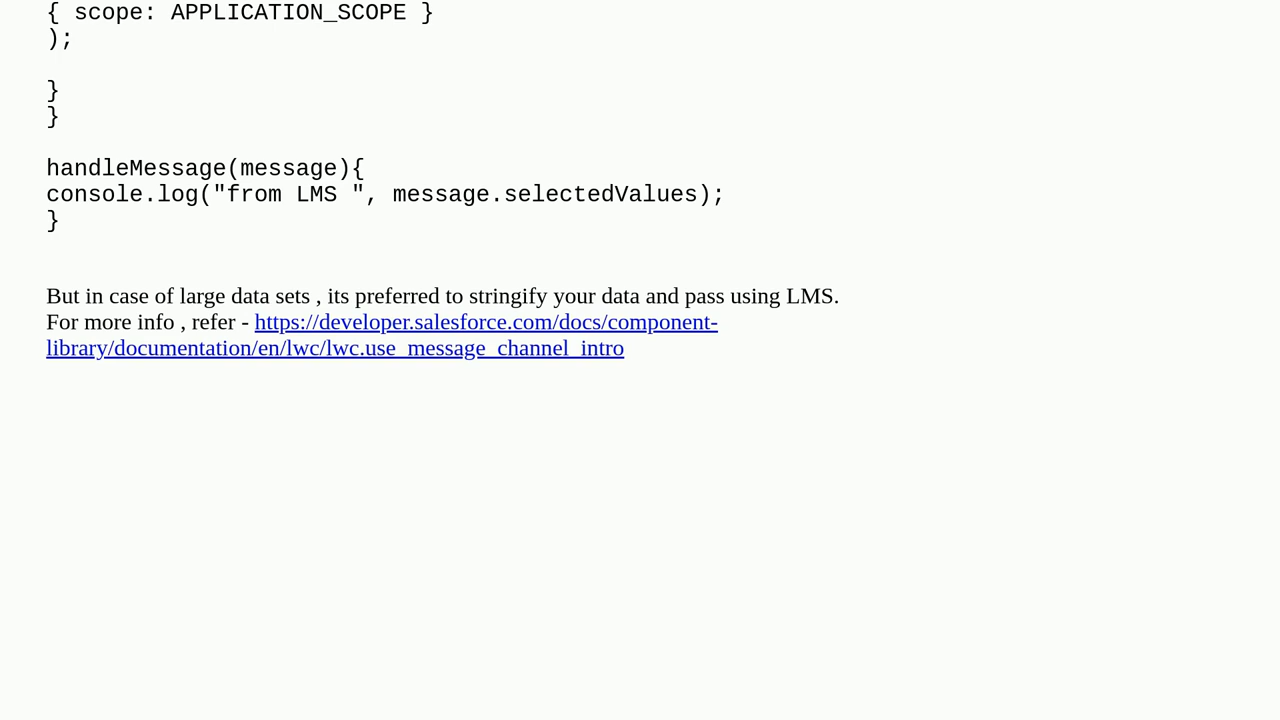 { scope: APPLICATION_SCOPE }
);
}
}
handleMessage(message){
console.log("from LMS ", message.selectedValues);
}
But in case of large data sets , its preferred to stringify your data and pass using LMS.
For more info , refer - https://developer.salesforce.com/docs/component-
library/documentation/en/lwc/lwc.use_message_channel_intro